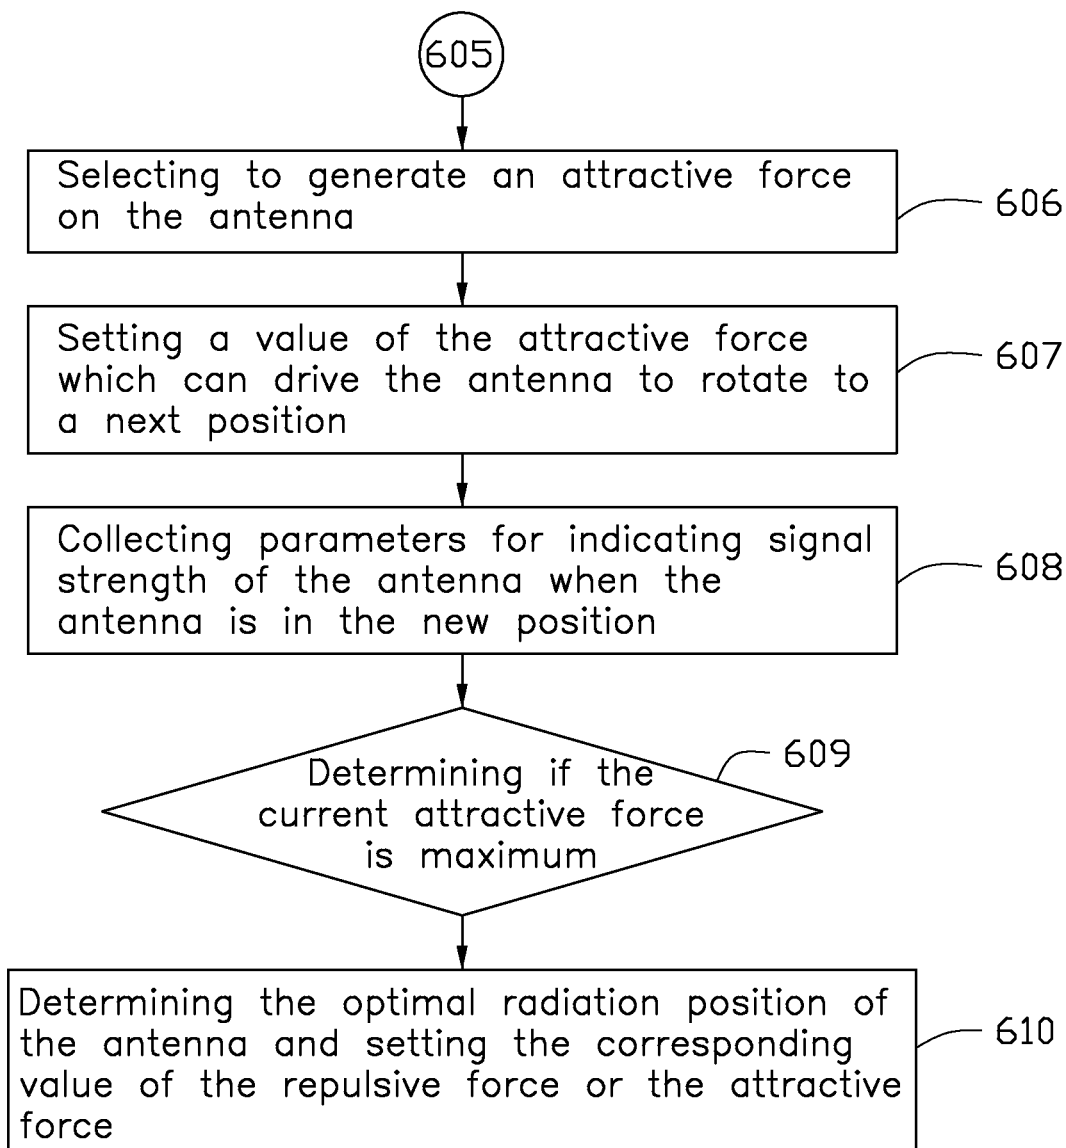 605
Selecting to generate an attractive force
on the antenna
606
Setting a value of the attractive force
which can drive the antenna to rotate to
a next position
607
Collecting parameters for indicating signal
strength of the antenna when the
antenna is in the new position
608
Determining if the
current attractive force
is maximum
609
Determining the optimal radiation position of
the antenna and setting the corresponding
value of the repulsive force or the attractive
force
610